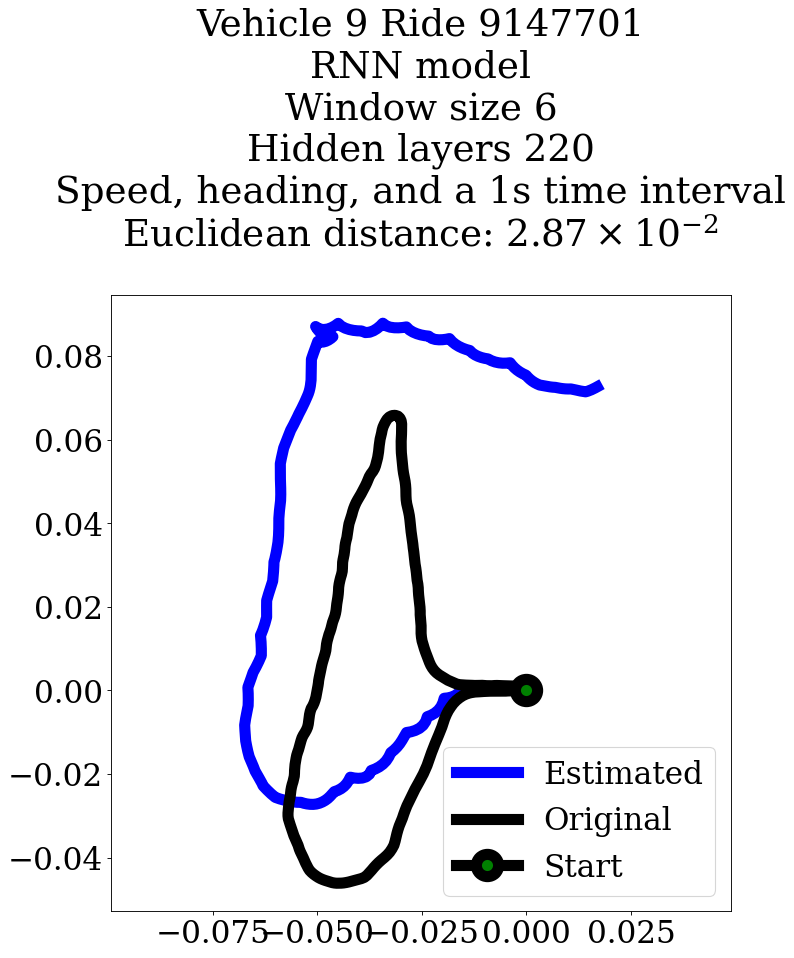 Vehicle 9 Ride 9147701
RNN model
Window size 6
Hidden layers 220
Speed, heading, and a 1s time interval
Euclidean distance: 2.87 × 10⁻²
0.08
0.06
0.04
0.02
0.00
−0.02
−0.04
Estimated
Original
Start
−0.075 −0.050 −0.025 0.000 0.025